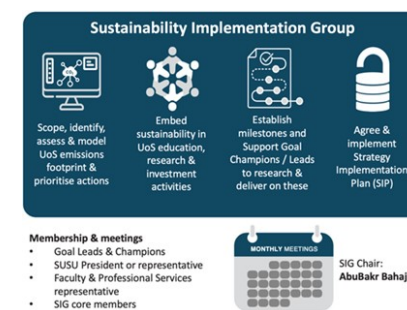 Sustainability Implementation Group
Scope, identify,
assess & model
UoS emissions
footprint &
prioritise actions
Embed
sustainability in
UoS education,
research &
investment
activities
Establish
milestones and
Support Goal
Champions / Leads
to research &
deliver on these
Agree &
implement
Strategy
Implementation
Plan (SIP)
Membership & meetings
• Goal Leads & Champions
• SUSU President or representative
• Faculty & Professional Services
representative
• SIG core members
MONTHLY MEETINGS
SIG Chair:
AbuBakr Bahaj